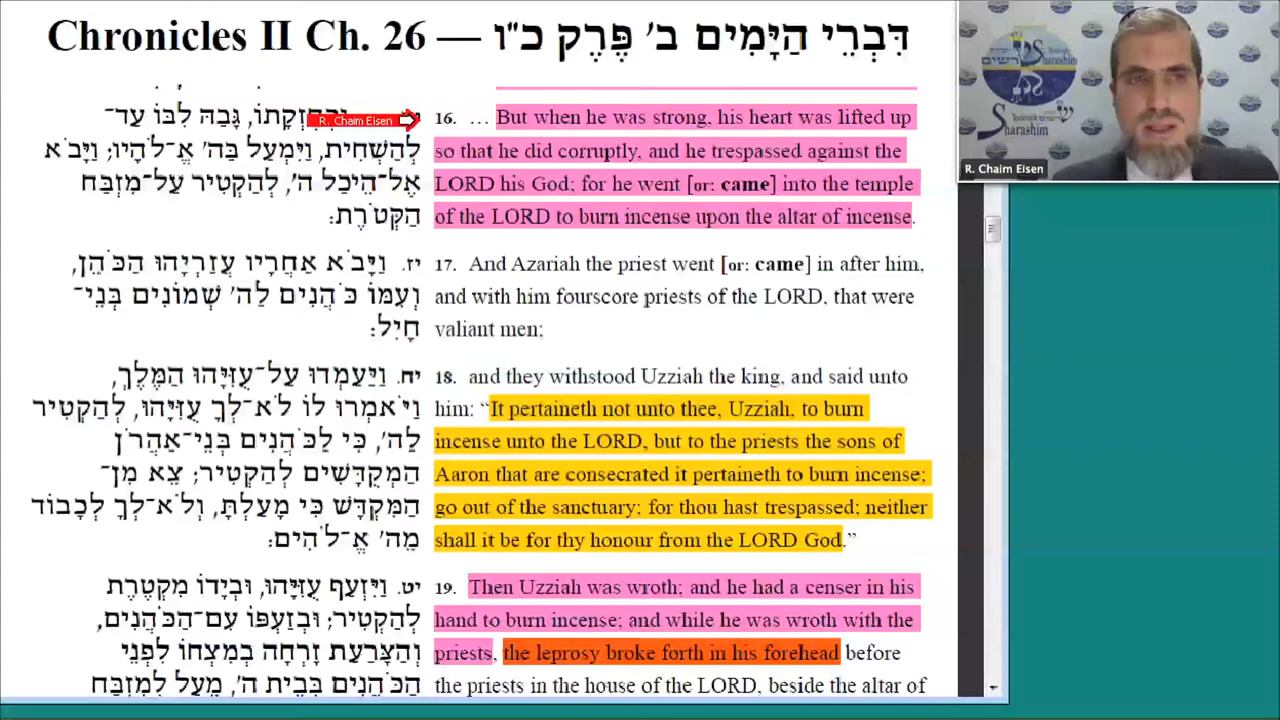 Chronicles II Ch. 26 — דִּבְרֵי הַיָּמִים ב׳ פֶּרֶק כ״ו
R. Chaim Eisen
גָּבַהּ לִבּוֹ עַד־
לְהַשְׁחִית, וַיִּמְעַל בַּה׳ אֱ־לֹהָיו; וַיָּבֹא
אֶל־הֵיכַל ה׳, לְהַקְטִיר עַל־מִזְבַּח
הַקְּטֹרֶת:
16. … But when he was strong, his heart was lifted up
so that he did corruptly, and he trespassed against the
LORD his God; for he went [or: came] into the temple
of the LORD to burn incense upon the altar of incense.
יז. וַיָּבֹא אַחֲרָיו עֲזַרְיָהוּ הַכֹּהֵן,
וְעִמּוֹ כֹּהֲנִים לַה׳ שְׁמוֹנִים בְּנֵי־
חָיִל:
17. And Azariah the priest went [or: came] in after him,
and with him fourscore priests of the LORD, that were
valiant men;
יח. וַיַּעַמְדוּ עַל־עֻזִּיָּהוּ הַמֶּלֶךְ,
וַיֹּאמְרוּ לוֹ לֹא־לְךָ עֻזִּיָּהוּ, לְהַקְטִיר
לַה׳, כִּי לַכֹּהֲנִים בְּנֵי־אַהֲרֹן
הַמְקֻדָּשִׁים לְהַקְטִיר; צֵא מִן־
הַמִּקְדָּשׁ כִּי מָעַלְתָּ, וְלֹא־לְךָ לְכָבוֹד
מֵה׳ אֱ־לֹהִים:
18. and they withstood Uzziah the king, and said unto
him: “It pertaineth not unto thee, Uzziah, to burn
incense unto the LORD, but to the priests the sons of
Aaron that are consecrated it pertaineth to burn incense;
go out of the sanctuary; for thou hast trespassed; neither
shall it be for thy honour from the LORD God.”
יט. וַיִּזְעַף עֻזִּיָּהוּ, וּבְיָדוֹ מִקְטֶרֶת
לְהַקְטִיר; וּבְזַעְפּוֹ עִם־הַכֹּהֲנִים,
וְהַצָּרַעַת זָרְחָה בְמִצְחוֹ לִפְנֵי
הַכֹּהֲנִים בְּבֵית ה׳, מֵעַל לְמִזְבַּח
19. Then Uzziah was wroth; and he had a censer in his
hand to burn incense; and while he was wroth with the
priests, the leprosy broke forth in his forehead before
the priests in the house of the LORD, beside the altar of
Sharashim
Sharashim
R. Chaim Eisen